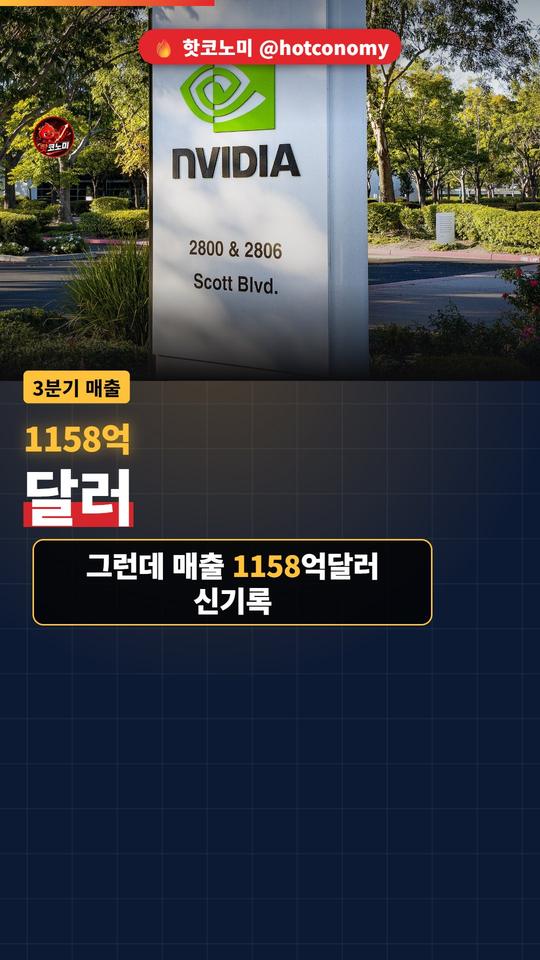 🔥 핫코노미 @hotconomy
핫코노미
NVIDIA
2800 & 2806
Scott Blvd.
3분기 매출
1158억
달러
그런데 매출 1158억달러
신기록